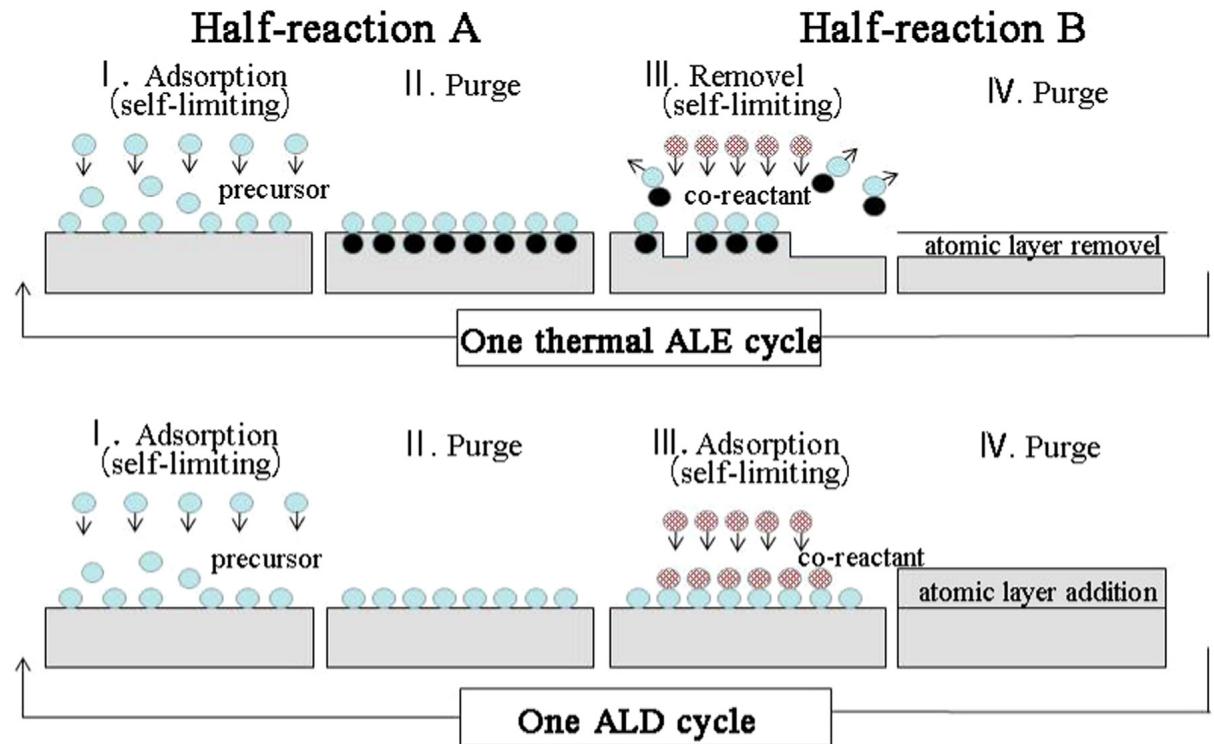 Half-reaction A
Half-reaction B
Ⅰ. Adsorption
(self-limiting)
Ⅱ. Purge
Ⅲ. Removel
(self-limiting)
Ⅳ. Purge
precursor
co-reactant
atomic layer removel
One thermal ALE cycle
Ⅰ. Adsorption
(self-limiting)
Ⅱ. Purge
Ⅲ. Adsorption
(self-limiting)
Ⅳ. Purge
precursor
co-reactant
atomic layer addition
One ALD cycle